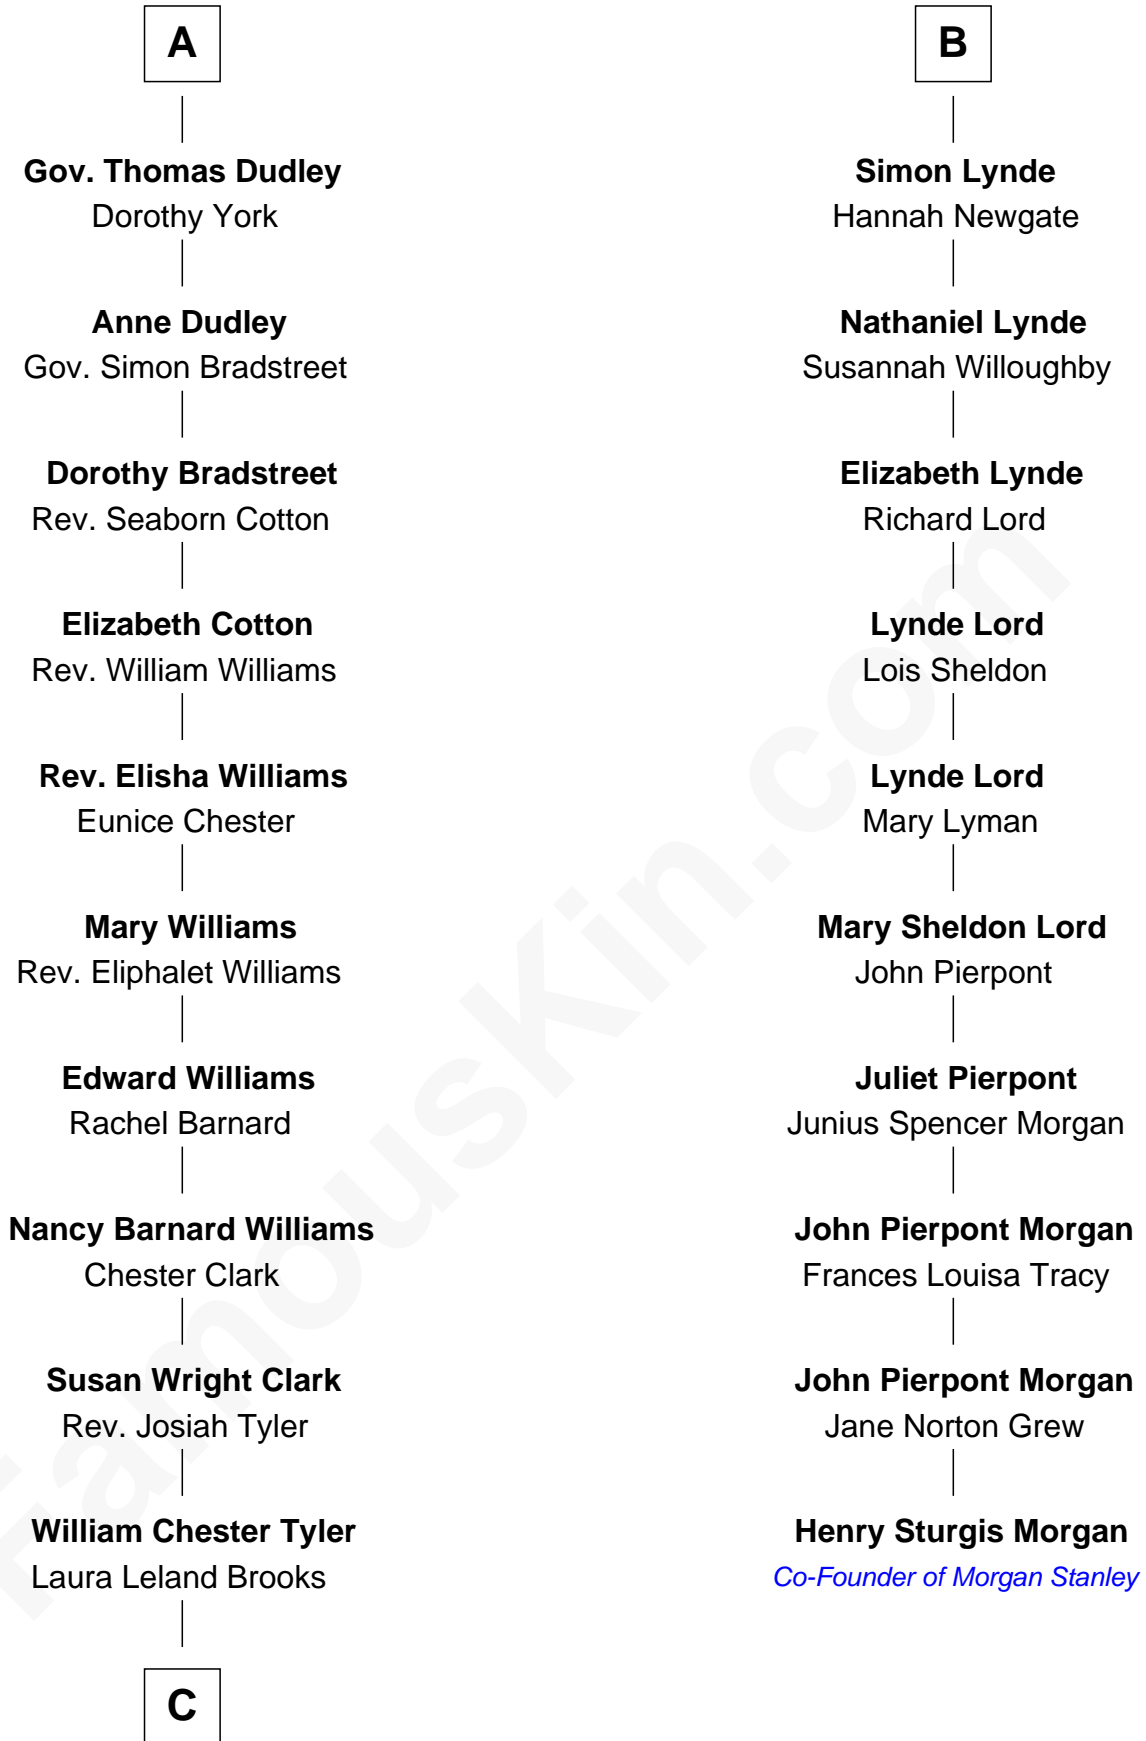 A
Gov. Thomas Dudley
Dorothy York
Anne Dudley
Gov. Simon Bradstreet
Dorothy Bradstreet
Rev. Seaborn Cotton
Elizabeth Cotton
Rev. William Williams
Rev. Elisha Williams
Eunice Chester
Mary Williams
Rev. Eliphalet Williams
Edward Williams
Rachel Barnard
Nancy Barnard Williams
Chester Clark
Susan Wright Clark
Rev. Josiah Tyler
William Chester Tyler
Laura Leland Brooks
C
B
Simon Lynde
Hannah Newgate
Nathaniel Lynde
Susannah Willoughby
Elizabeth Lynde
Richard Lord
Lynde Lord
Lois Sheldon
Lynde Lord
Mary Lyman
Mary Sheldon Lord
John Pierpont
Juliet Pierpont
Junius Spencer Morgan
John Pierpont Morgan
Frances Louisa Tracy
John Pierpont Morgan
Jane Norton Grew
Henry Sturgis Morgan
Co-Founder of Morgan Stanley
FamousKin.com